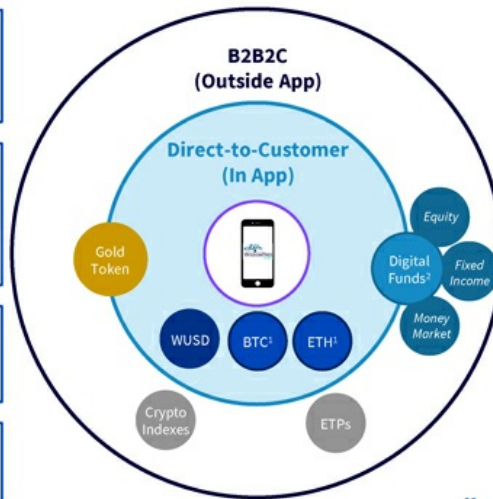 B2B2C
(Outside App)
Direct-to-Customer
(In App)
Equity
Gold
Token
Digital
Funds²
Fixed
Income
Money
Market
WUSD
BTC¹
ETH¹
Crypto
Indexes
ETPs